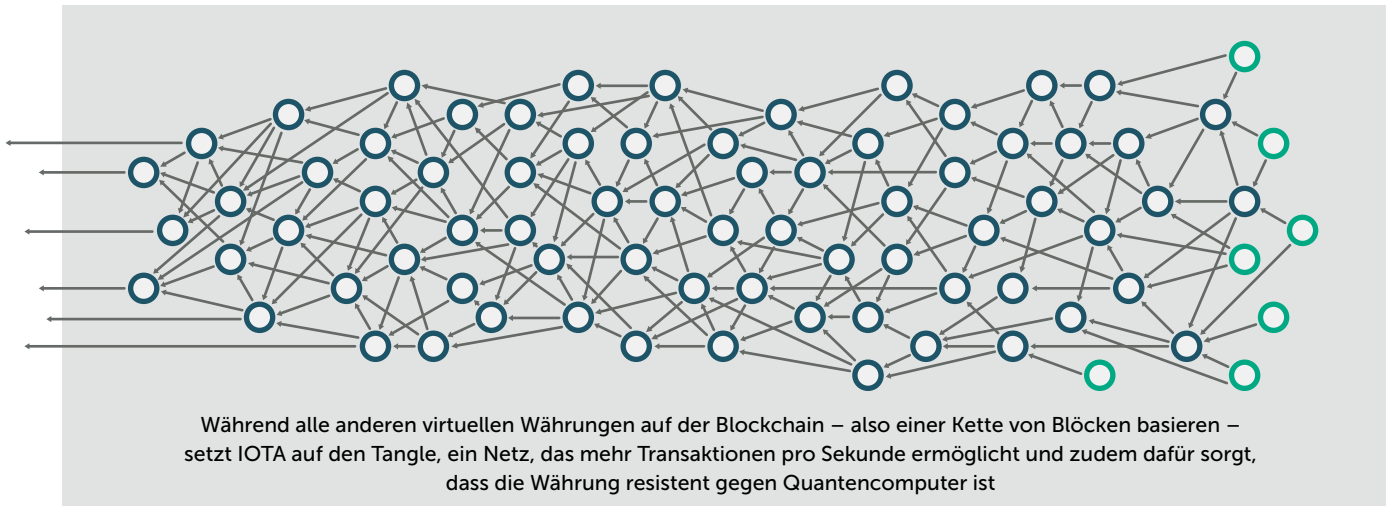 Während alle anderen virtuellen Währungen auf der Blockchain – also einer Kette von Blöcken basieren –
setzt IOTA auf den Tangle, ein Netz, das mehr Transaktionen pro Sekunde ermöglicht und zudem dafür sorgt,
dass die Währung resistent gegen Quantencomputer ist